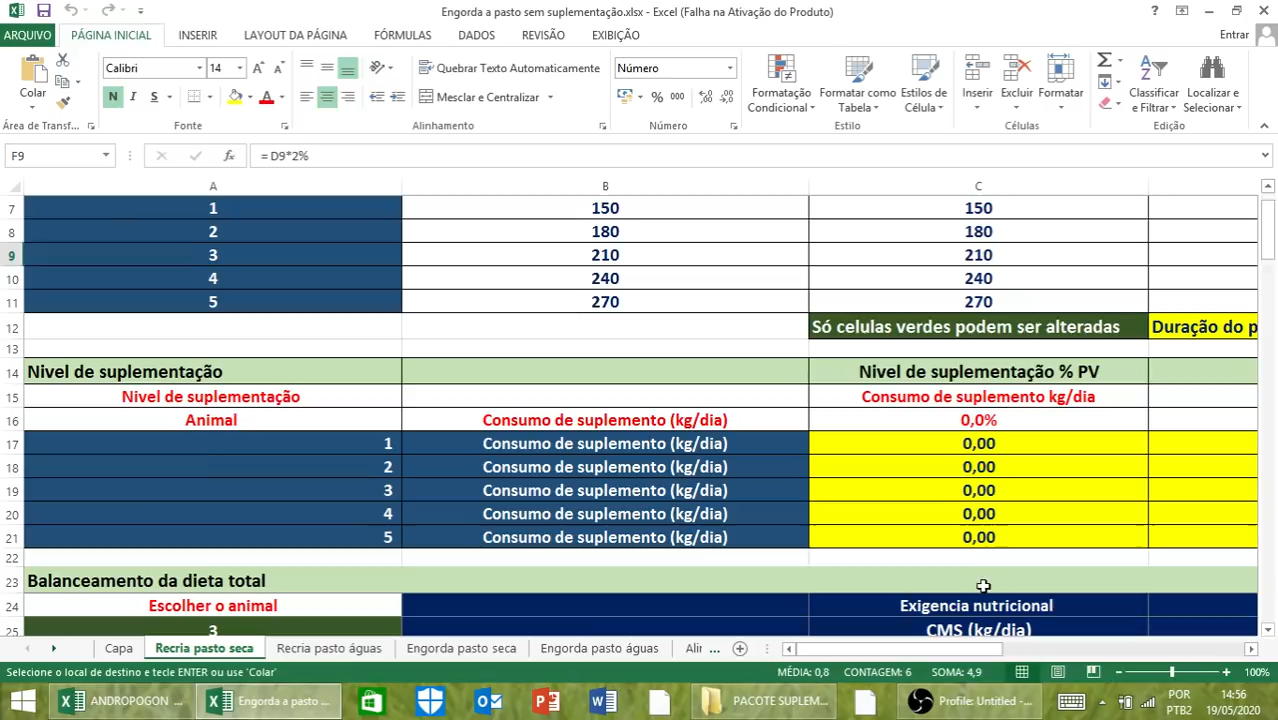 Engorda a pasto sem suplementação.xlsx - Excel (Falha na Ativação do Produto)
ARQUIVO PÁGINA INICIAL INSERIR LAYOUT DA PÁGINA FÓRMULAS DADOS REVISÃO EXIBIÇÃO Entrar
Colar
Calibri 14
N I S
Quebrar Texto Automaticamente
Mesclar e Centralizar
Número
% 000
Formatação Condicional
Formatar como Tabela
Estilos de Célula
Inserir Excluir Formatar
Classificar e Filtrar
Localizar e Selecionar
Área de Transf... Fonte Alinhamento Número Estilo Células Edição
F9 fx = D9*2%
A B C
7 1 150 150
8 2 180 180
9 3 210 210
10 4 240 240
11 5 270 270
12 Só celulas verdes podem ser alteradas Duração do p
13
14 Nivel de suplementação Nivel de suplementação % PV
15 Nivel de suplementação Consumo de suplemento kg/dia
16 Animal Consumo de suplemento (kg/dia) 0,0%
17 1 Consumo de suplemento (kg/dia) 0,00
18 2 Consumo de suplemento (kg/dia) 0,00
19 3 Consumo de suplemento (kg/dia) 0,00
20 4 Consumo de suplemento (kg/dia) 0,00
21 5 Consumo de suplemento (kg/dia) 0,00
22
23 Balanceamento da dieta total
24 Escolher o animal Exigencia nutricional
25 3 CMS (kg/dia)
Capa Recria pasto seca Recria pasto águas Engorda pasto seca Engorda pasto águas Alir ...
Selecione o local de destino e tecle ENTER ou use 'Colar' MÉDIA: 0,8 CONTAGEM: 6 SOMA: 4,9 100%
ANDROPOGON ... Engorda a pasto ... PACOTE SUPLEM... Profile: Untitled -...
POR PTB2
14:56
19/05/2020